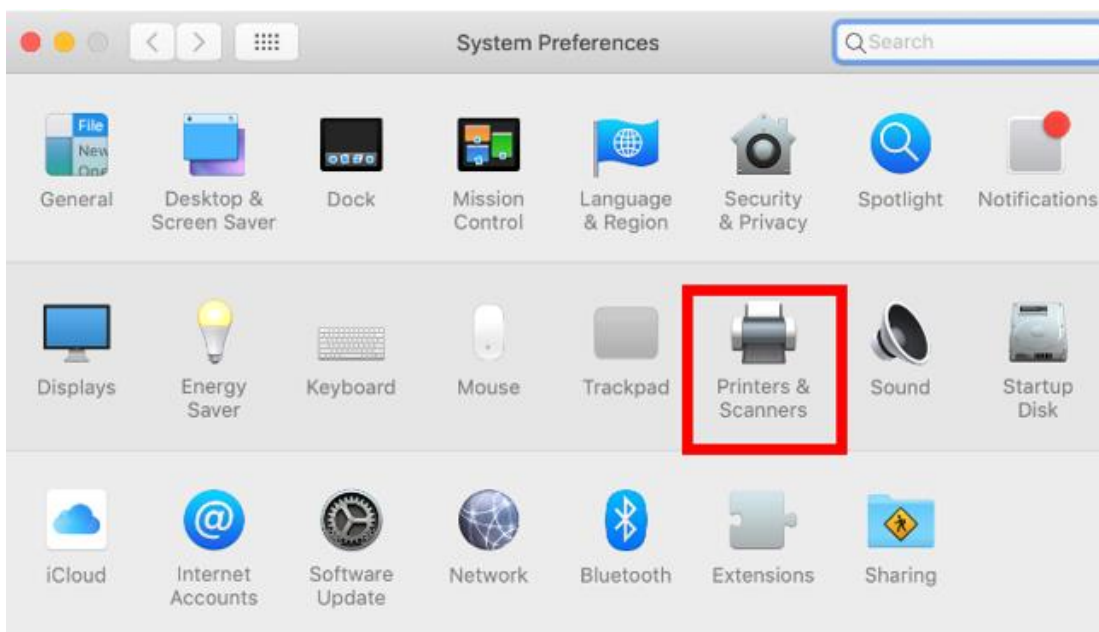 System Preferences
Search
File
New
One
General
Desktop &
Screen Saver
Dock
Mission
Control
Language
& Region
Security
& Privacy
Spotlight
Notifications
Displays
Energy
Saver
Keyboard
Mouse
Trackpad
Printers &
Scanners
Sound
Startup
Disk
iCloud
Internet
Accounts
Software
Update
Network
Bluetooth
Extensions
Sharing